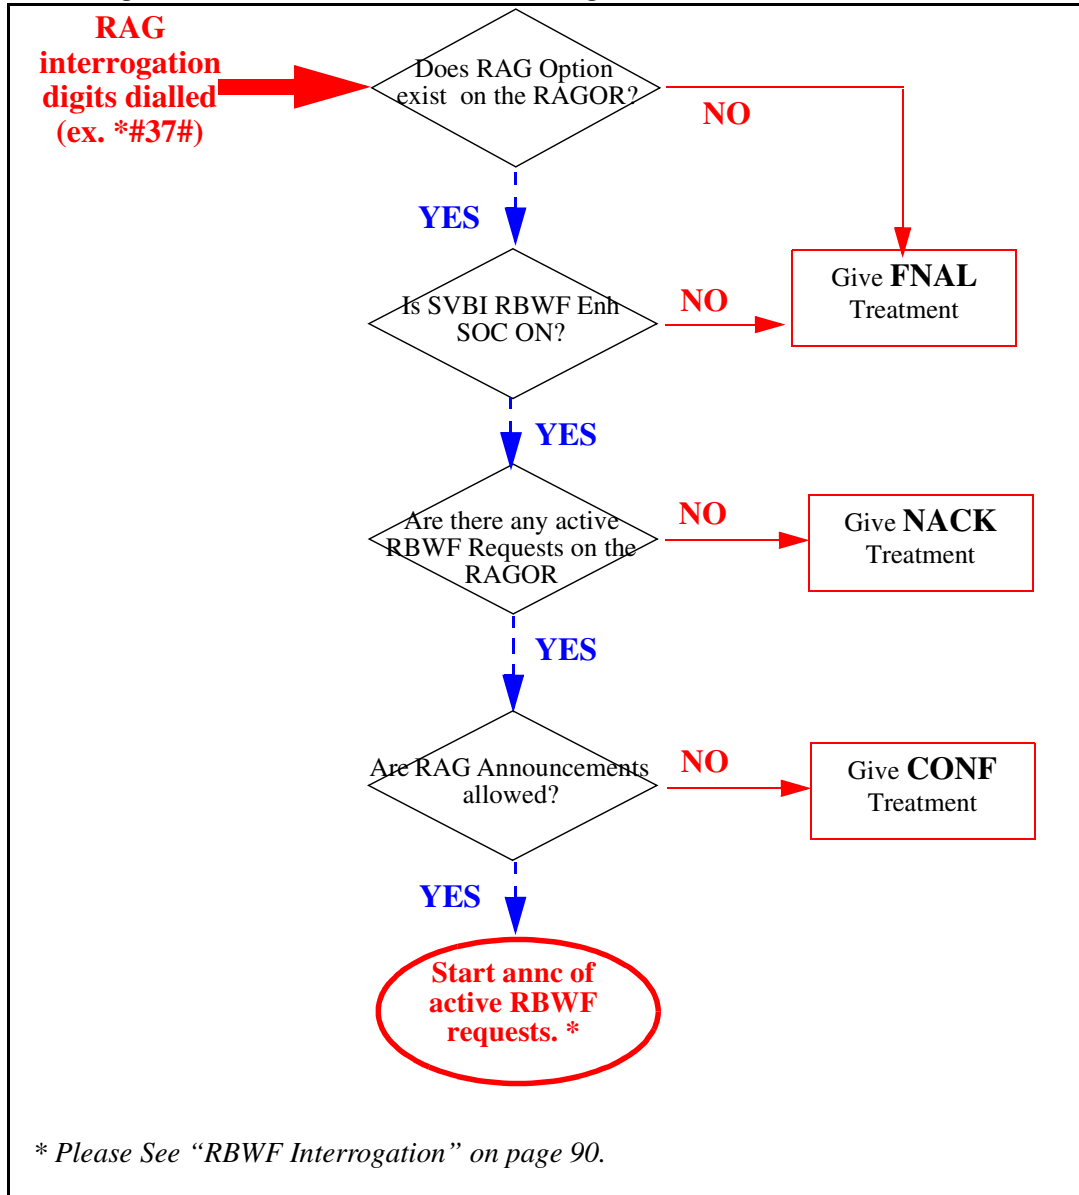 RAG
interrogation
digits dialled
(ex. *#37#)
Does RAG Option
exist on the RAGOR?
NO
YES
Give FNAL
Treatment
Is SVBI RBWF Enh
SOC ON?
NO
YES
Are there any active
RBWF Requests on the
RAGOR
NO
Give NACK
Treatment
YES
Are RAG Announcements
allowed?
NO
Give CONF
Treatment
YES
Start annc of
active RBWF
requests. *
* Please See “RBWF Interrogation” on page 90.